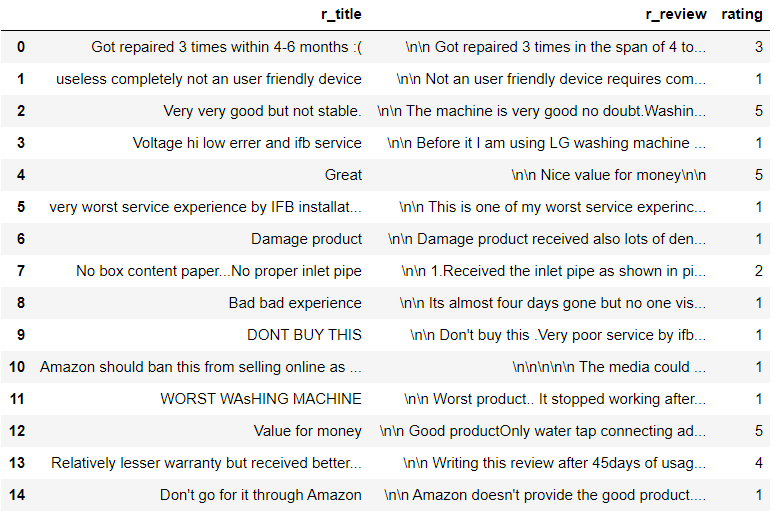 r_title r_review rating
0 Got repaired 3 times within 4-6 months :( \n\n Got repaired 3 times in the span of 4 to... 3
1 useless completely not an user friendly device \n\n Not an user friendly device requires com... 1
2 Very very good but not stable. \n\n The machine is very good no doubt.Washin... 5
3 Voltage hi low errer and ifb service \n\n Before it I am using LG washing machine ... 1
4 Great \n\n Nice value for money\n\n 5
5 very worst service experience by IFB installat... \n\n This is one of my worst service experinc... 1
6 Damage product \n\n Damage product received also lots of den... 1
7 No box content paper...No proper inlet pipe \n\n 1.Received the inlet pipe as shown in pi... 2
8 Bad bad experience \n\n Its almost four days gone but no one vis... 1
9 DONT BUY THIS \n\n Don't buy this .Very poor service by ifb... 1
10 Amazon should ban this from selling online as ... \n\n\n\n\n\n The media could ... 1
11 WORST WAsHING MACHINE \n\n Worst product.. It stopped working after... 1
12 Value for money \n\n Good productOnly water tap connecting ad... 5
13 Relatively lesser warranty but received better... \n\n Writing this review after 45days of usag... 4
14 Don't go for it through Amazon \n\n Amazon doesn't provide the good product.... 1